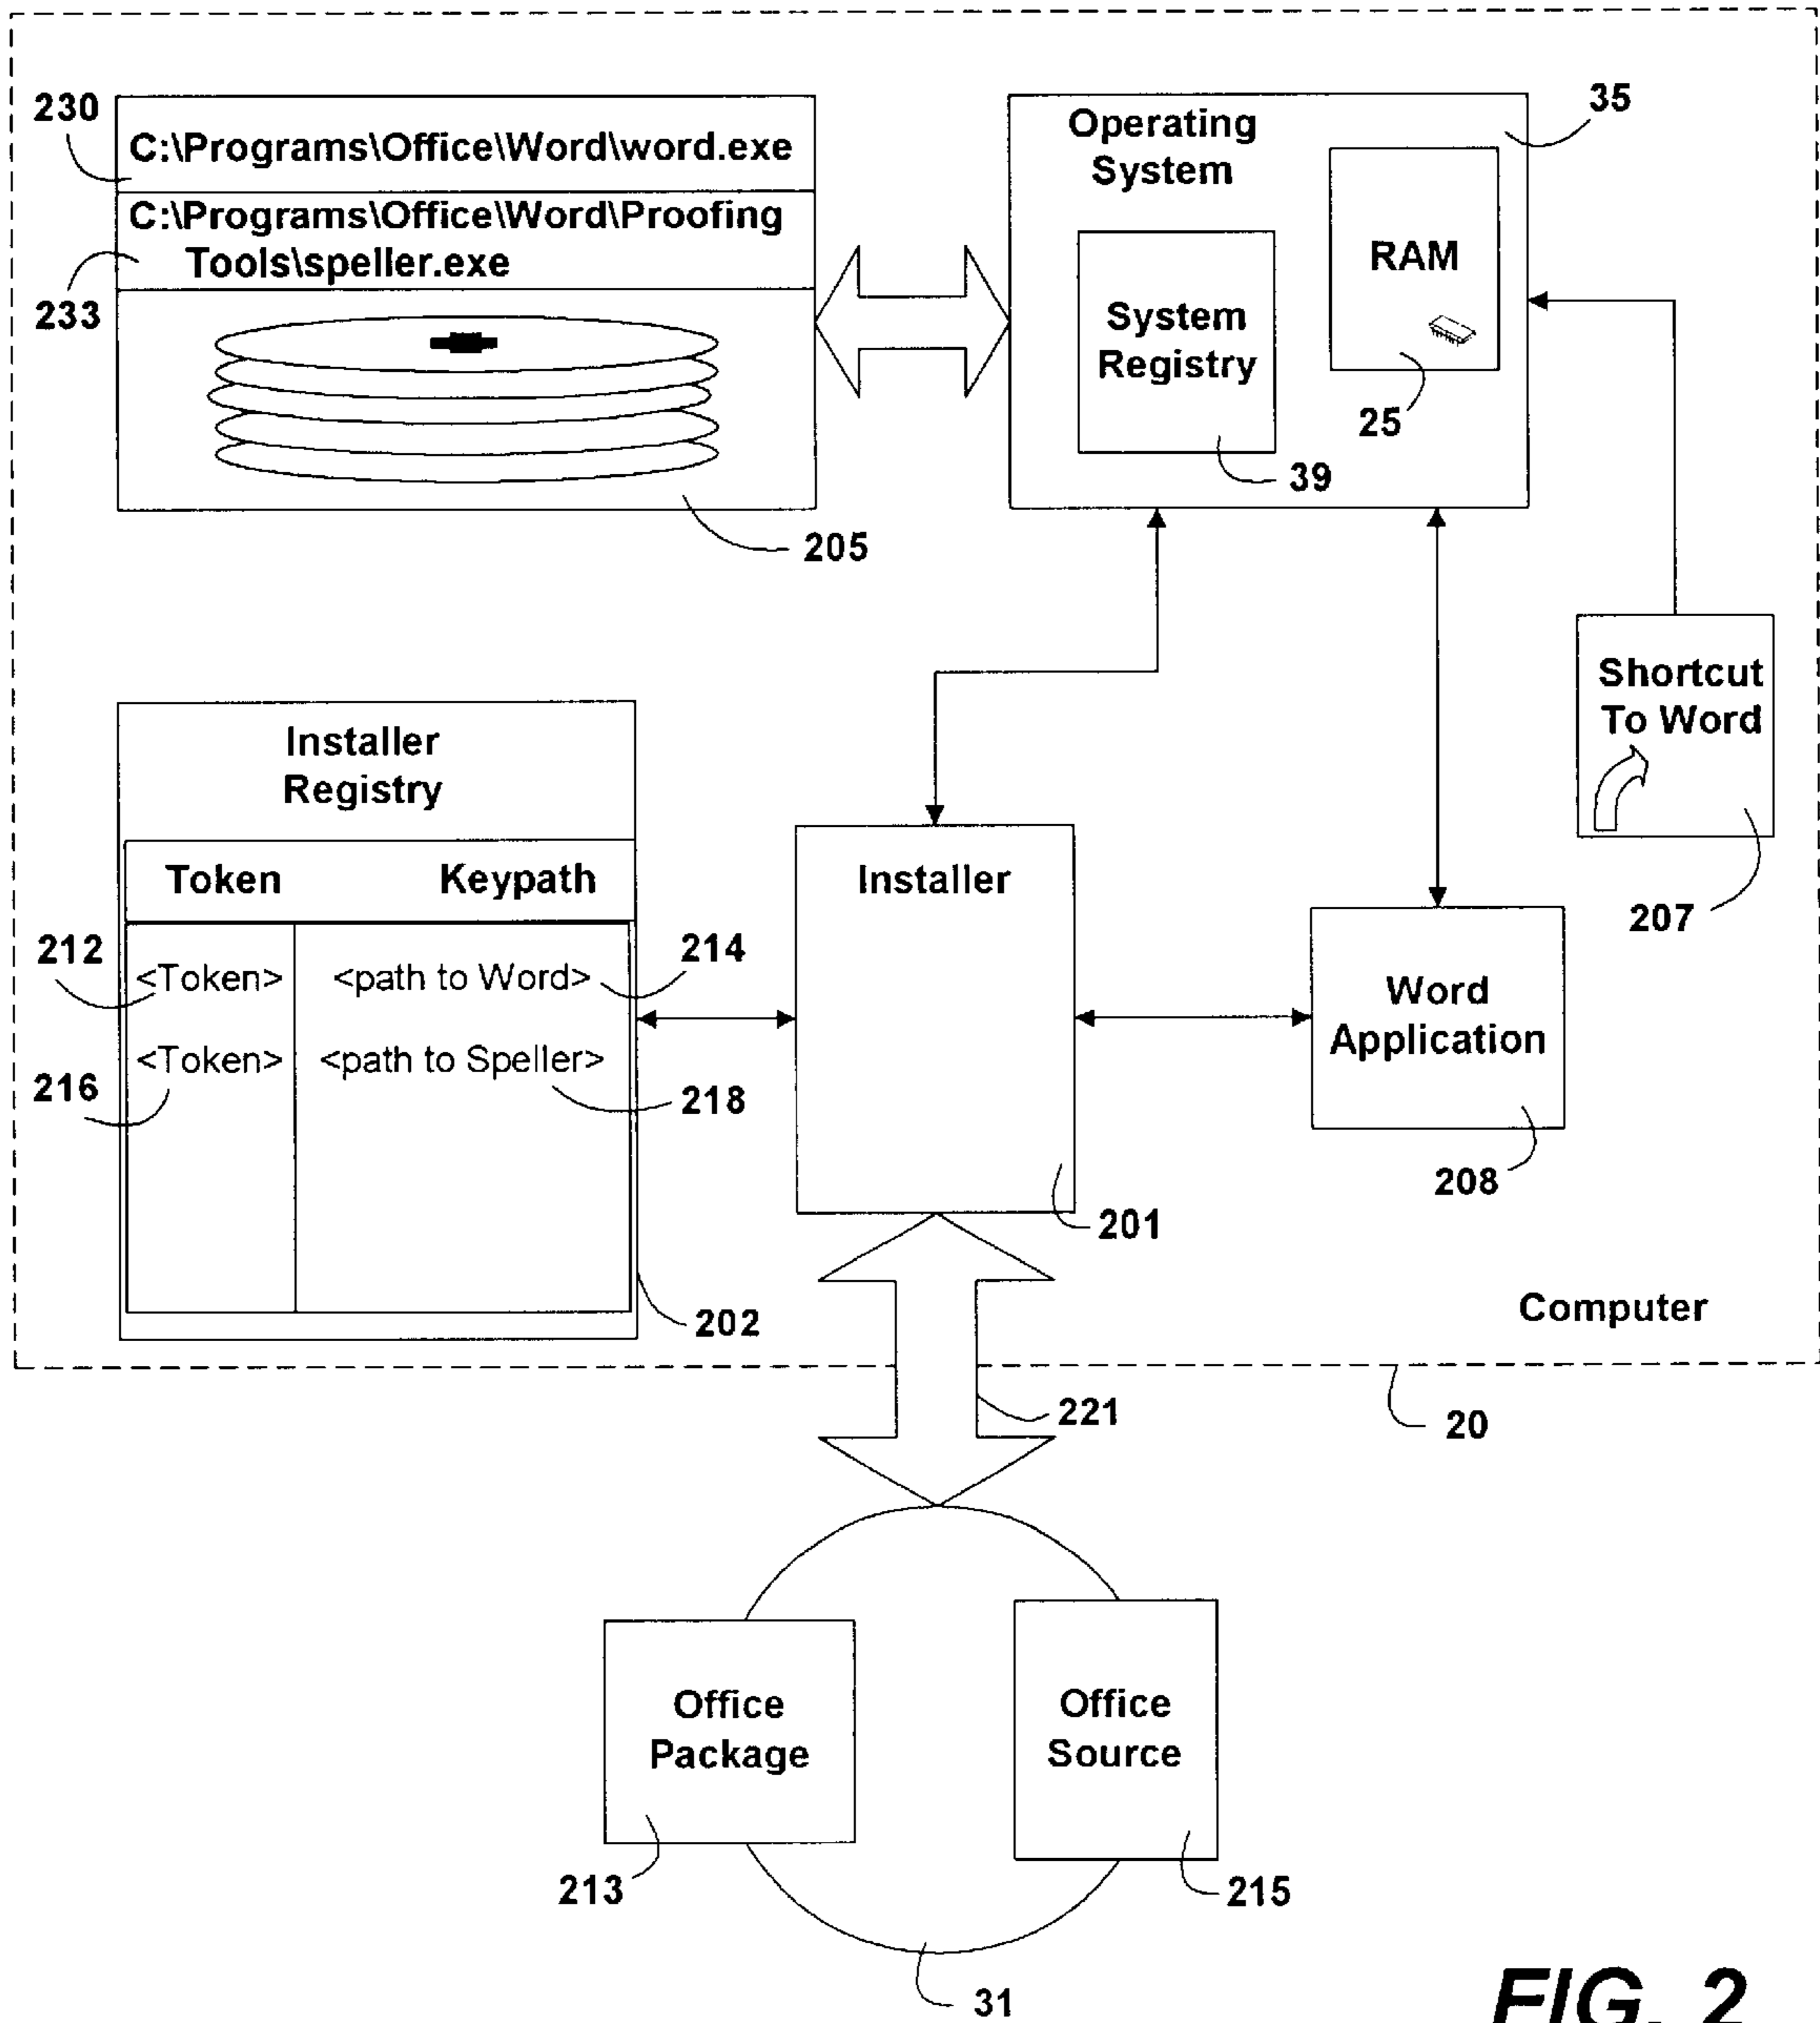 230
C:\Programs\Office\Word\word.exe
C:\Programs\Office\Word\Proofing
Tools\speller.exe
233
205
35
Operating
System
RAM
25
System
Registry
39
Shortcut
To Word
207
Installer
Registry
Token Keypath
212
<Token> <path to Word>
214
<Token> <path to Speller>
216
218
202
Installer
201
Word
Application
208
Computer
20
221
Office
Package
213
Office
Source
215
31
FIG. 2